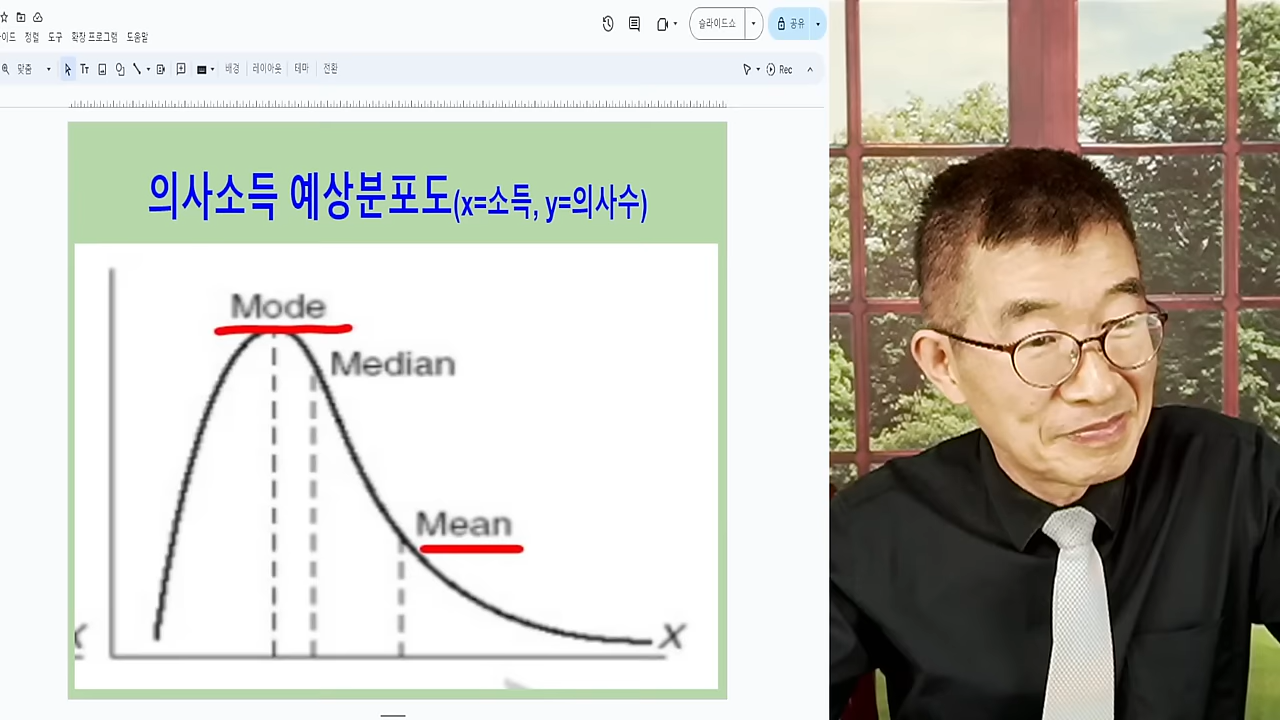 이드 정렬 도구 확장 프로그램 도움말
슬라이드쇼
공유
맞춤
Tr
배경
레이아웃
테마
전환
Rec
의사소득 예상분포도(x=소득, y=의사수)
Mode
Median
Mean
X
X